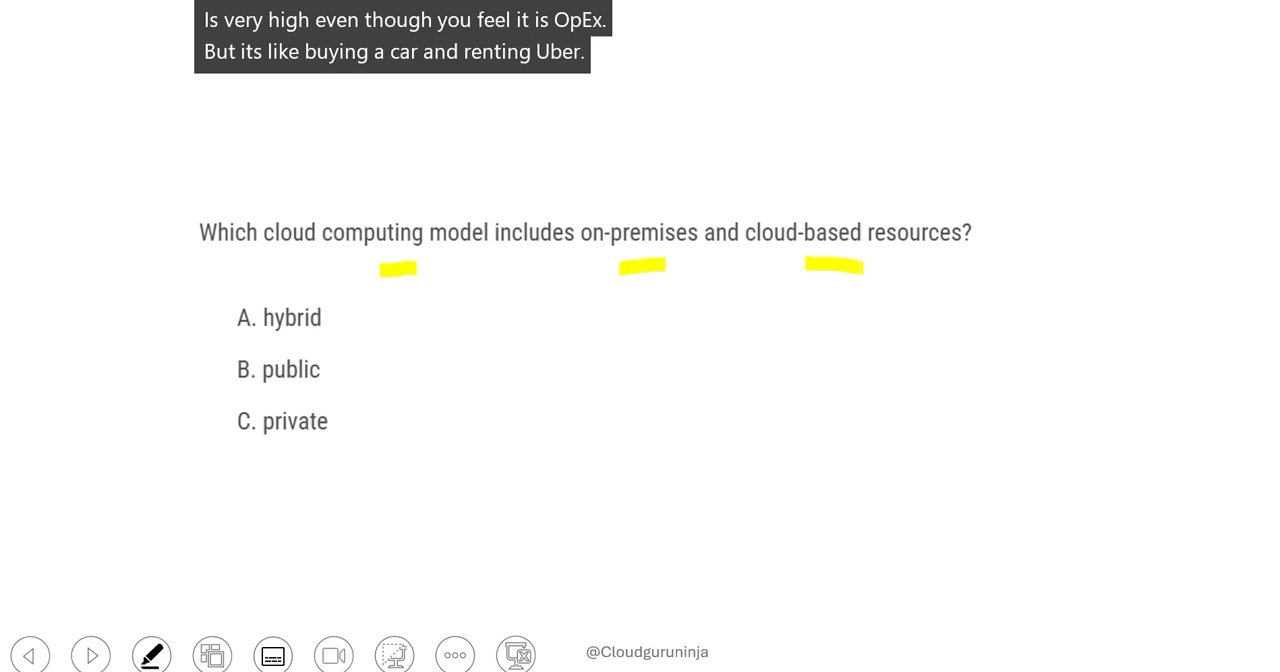 Is very high even though you feel it is OpEx.
But its like buying a car and renting Uber.
Which cloud computing model includes on-premises and cloud-based resources?
A. hybrid
B. public
C. private
@Cloudguruninja